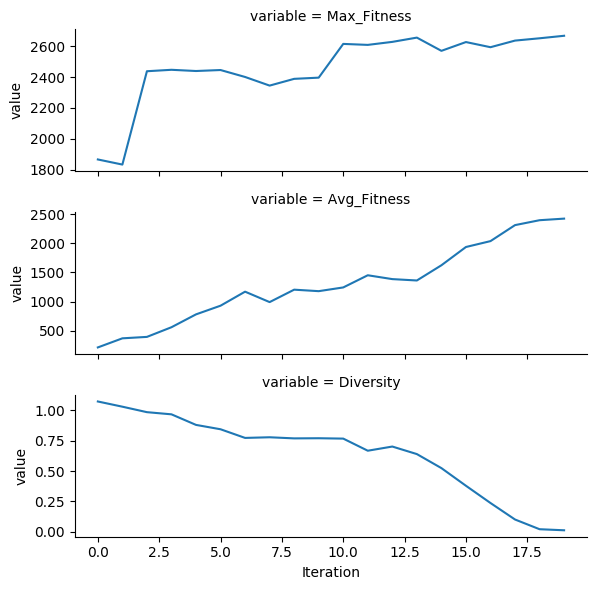 variable = Max_Fitness
2600
2400
2200
2000
1800
value
variable = Avg_Fitness
2500
2000
1500
1000
500
value
variable = Diversity
1.00
0.75
0.50
0.25
0.00
value
0.0 2.5 5.0 7.5 10.0 12.5 15.0 17.5
Iteration